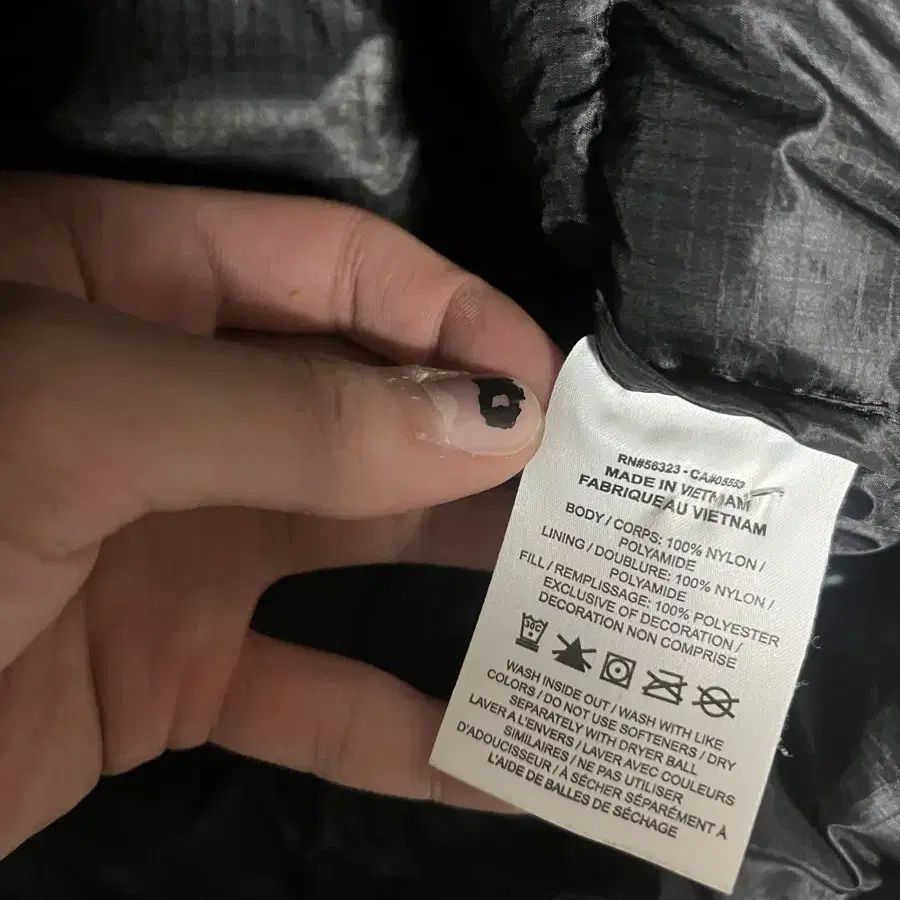 RN#56323 - CA#05553
MADE IN VIETNAM
FABRIQUE AU VIETNAM
BODY / CORPS: 100% NYLON /
POLYAMIDE
LINING / DOUBLURE: 100% NYLON /
POLYAMIDE
FILL / REMPLISSAGE: 100% POLYESTER
EXCLUSIVE OF DECORATION /
DECORATION NON COMPRISE
30C
WASH INSIDE OUT / WASH WITH LIKE
COLORS / DO NOT USE SOFTENERS / DRY
SEPARATELY WITH DRYER BALL
LAVER A L'ENVERS / LAVER AVEC COULEURS
SIMILAIRES / NE PAS UTILISER
D'ADOUCISSEUR / À SÉCHER SÉPARÉMENT À
L'AIDE DE BALLES DE SÉCHAGE